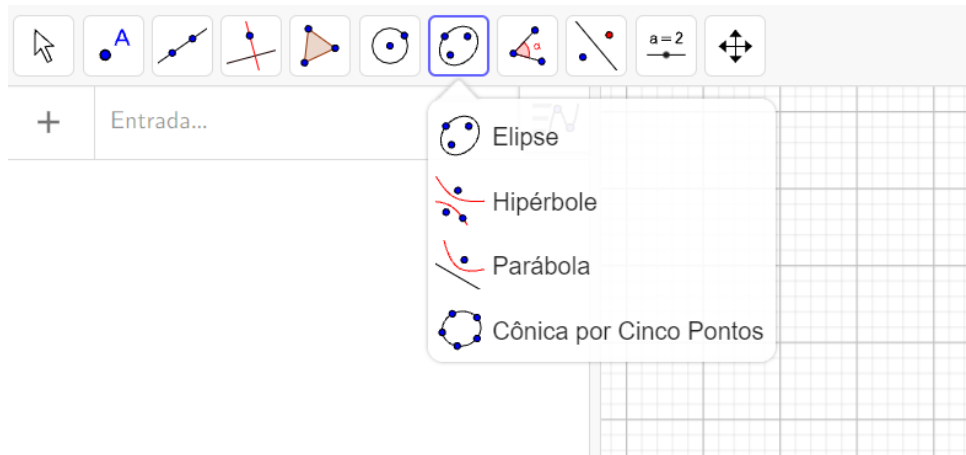 A
α
a=2
Entrada...
Elipse
Hipérbole
Parábola
Cônica por Cinco Pontos